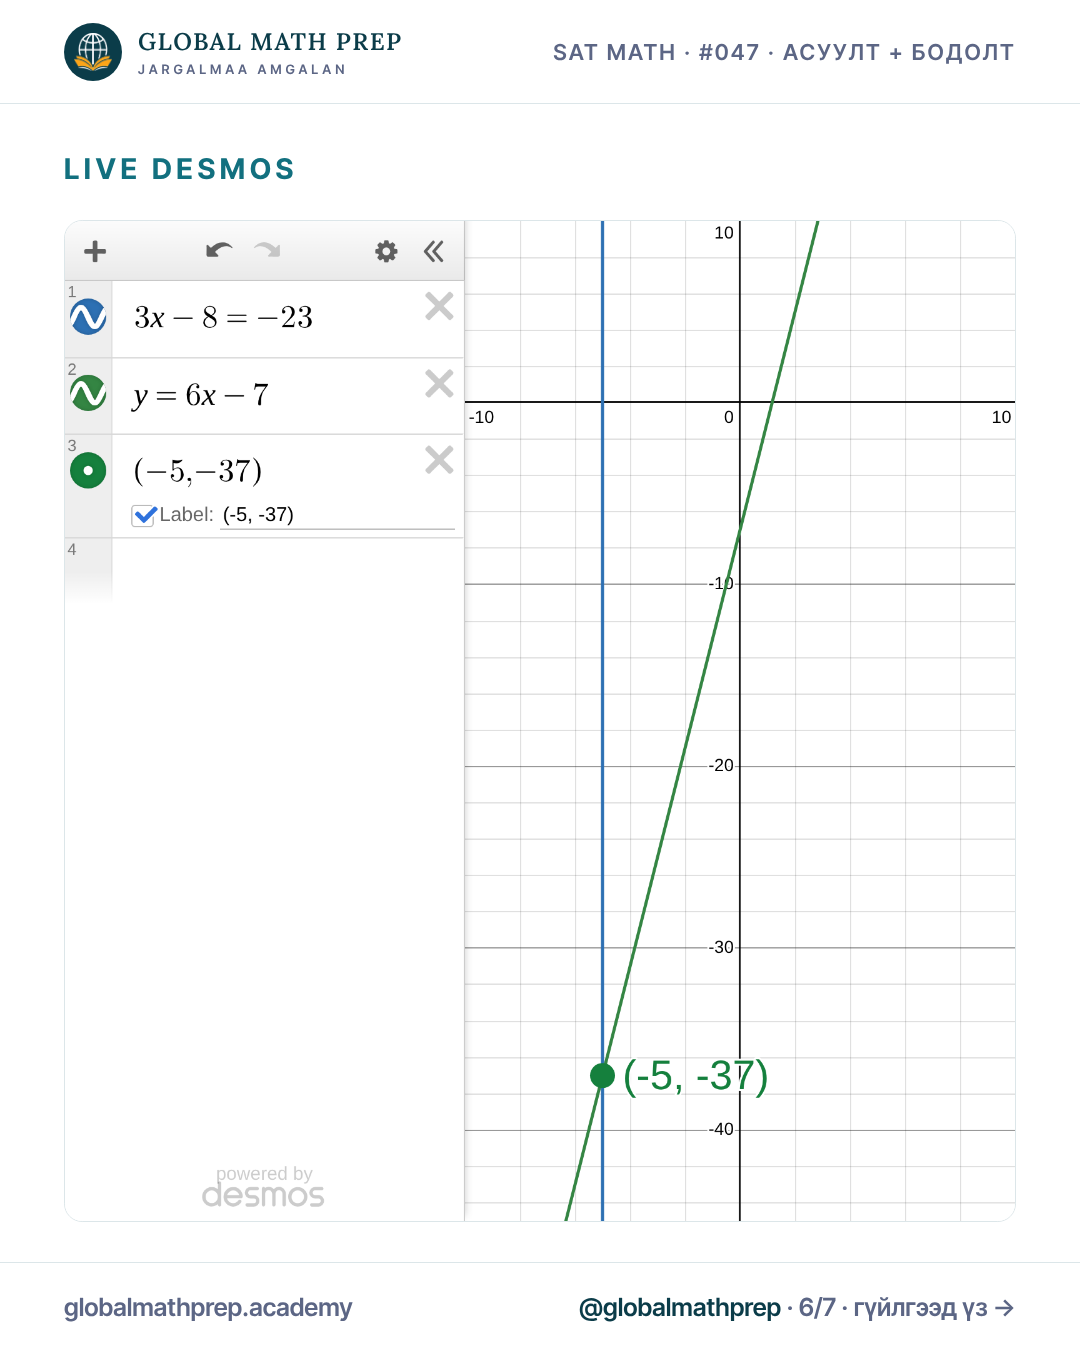 GLOBAL MATH PREP
JARGALMAA AMGALAN
SAT MATH · #047 · АСУУЛТ + БОДОЛТ
LIVE DESMOS
1
3x − 8 = −23
2
y = 6x − 7
3
(−5,−37)
Label: (-5, -37)
4
powered by
desmos
10
-10
0
10
-10
-20
-30
(-5, -37)
-40
globalmathprep.academy
@globalmathprep · 6/7 · гүйлгээд үз →